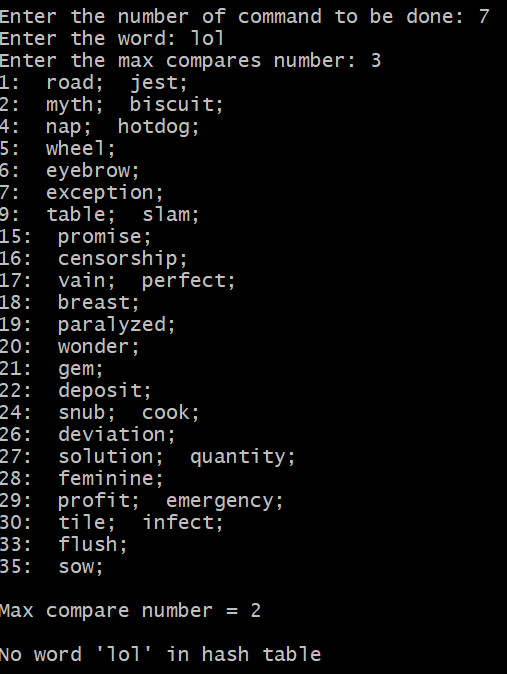 Enter the number of command to be done: 7
Enter the word: lol
Enter the max compares number: 3
1:  road;  jest;
2:  myth;  biscuit;
4:  nap;  hotdog;
5:  wheel;
6:  eyebrow;
7:  exception;
9:  table;  slam;
15:  promise;
16:  censorship;
17:  vain;  perfect;
18:  breast;
19:  paralyzed;
20:  wonder;
21:  gem;
22:  deposit;
24:  snub;  cook;
26:  deviation;
27:  solution;  quantity;
28:  feminine;
29:  profit;  emergency;
30:  tile;  infect;
33:  flush;
35:  sow;
Max compare number = 2
No word 'lol' in hash table